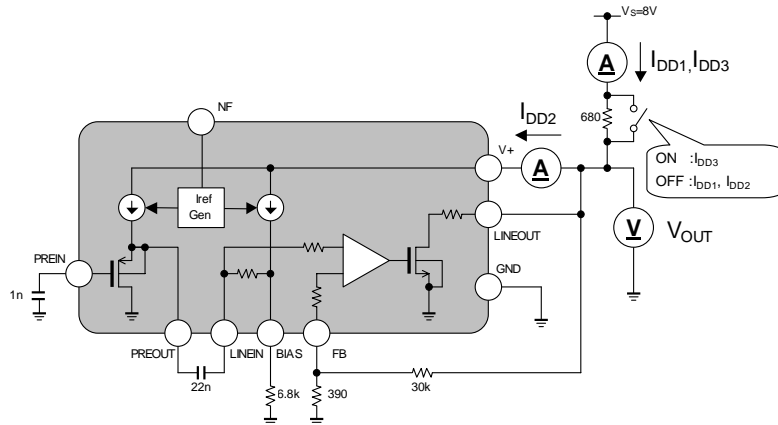 VS=8V
A
IDD1,IDD3
680
ON :IDD3
OFF :IDD1, IDD2
IDD2
A
V+
V
VOUT
NF
Iref
Gen
LINEOUT
GND
PREIN
1n
PREOUT
LINEIN
BIAS
FB
22n
6.8k
390
30k